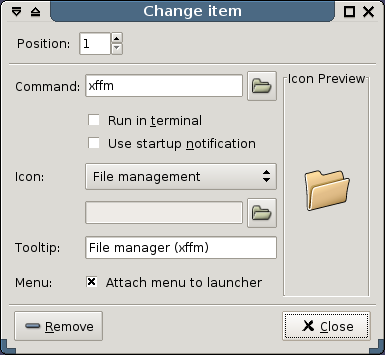 Change item
Position: 1
Command: xffm
Icon Preview
Run in terminal
Use startup notification
Icon: File management
Tooltip: File manager (xffm)
Menu: Attach menu to launcher
Remove Close